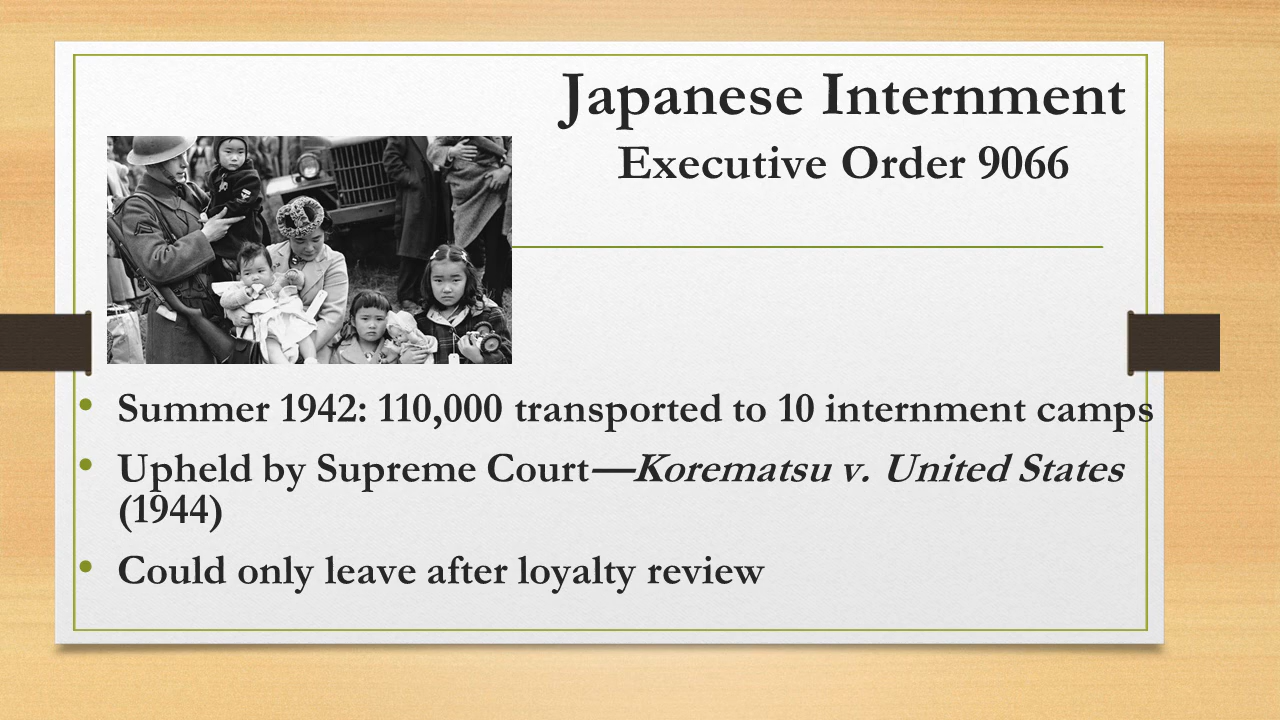 Japanese Internment
Executive Order 9066
• Summer 1942: 110,000 transported to 10 internment camps
• Upheld by Supreme Court—Korematsu v. United States
(1944)
• Could only leave after loyalty review